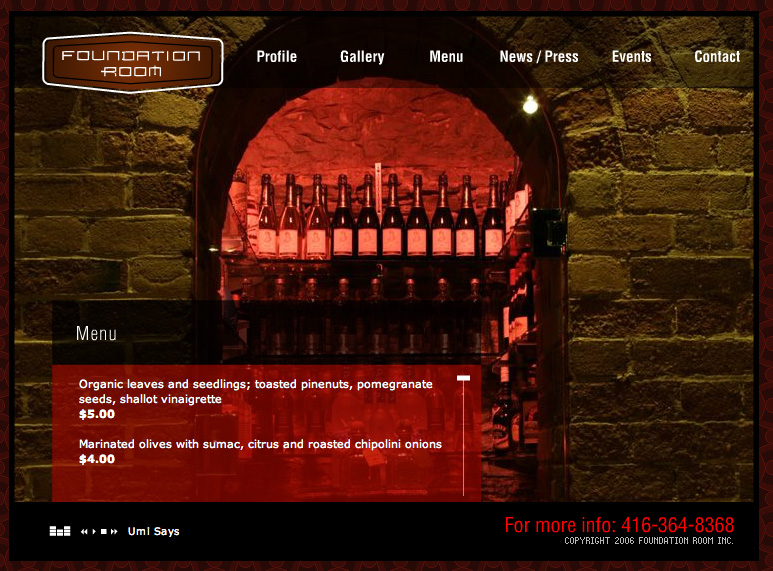 FOUNDATION
ROOM
Profile Gallery Menu News / Press Events Contact
Menu
Organic leaves and seedlings; toasted pinenuts, pomegranate
seeds, shallot vinaigrette
$5.00
Marinated olives with sumac, citrus and roasted chipolini onions
$4.00
Umi Says
For more info: 416-364-8368
COPYRIGHT 2006 FOUNDATION ROOM INC.